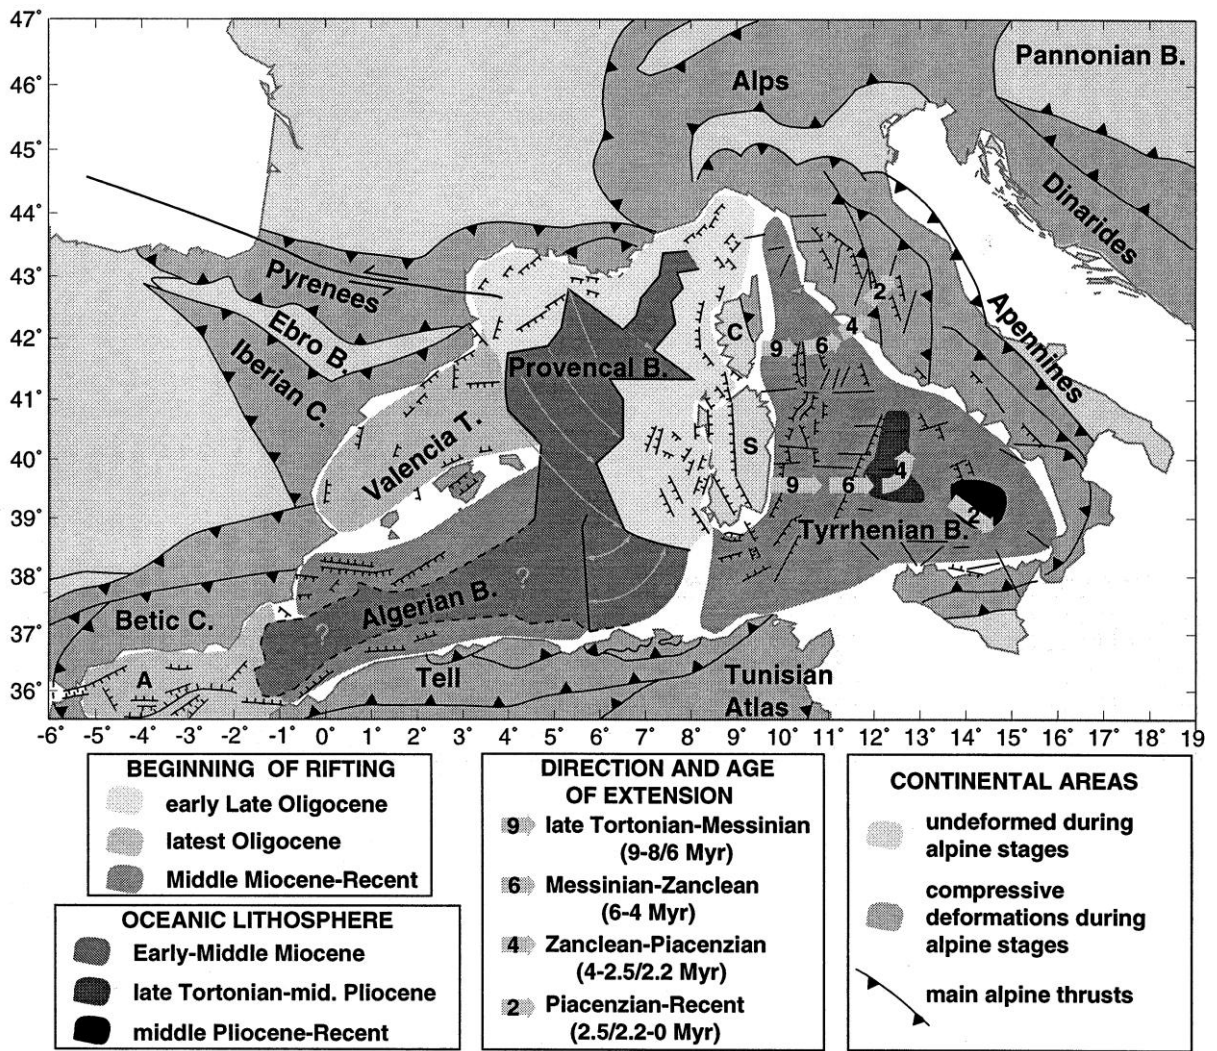 47°
46°
45°
44°
43°
42°
41°
40°
39°
38°
37°
36°
Pannonian B.
Alps
Dinarides
Pyrenees
Ebro B.
Iberian C.
Apennines
2
4
C
9 6
Provencal B.
Valencia T.
S
4
9 6
2
Tyrrhenian B.
?
Algerian B.
?
Betic C.
A
Tell
Tunisian
Atlas
-6° -5° -4° -3° -2° -1° 0° 1° 2° 3° 4° 5° 6° 7° 8° 9° 10° 11° 12° 13° 14° 15° 16° 17° 18° 19
BEGINNING OF RIFTING
early Late Oligocene
latest Oligocene
Middle Miocene-Recent
OCEANIC LITHOSPHERE
Early-Middle Miocene
late Tortonian-mid. Pliocene
middle Pliocene-Recent
DIRECTION AND AGE
OF EXTENSION
9 late Tortonian-Messinian
(9-8/6 Myr)
6 Messinian-Zanclean
(6-4 Myr)
4 Zanclean-Piacenzian
(4-2.5/2.2 Myr)
2 Piacenzian-Recent
(2.5/2.2-0 Myr)
CONTINENTAL AREAS
undeformed during
alpine stages
compressive
deformations during
alpine stages
main alpine thrusts